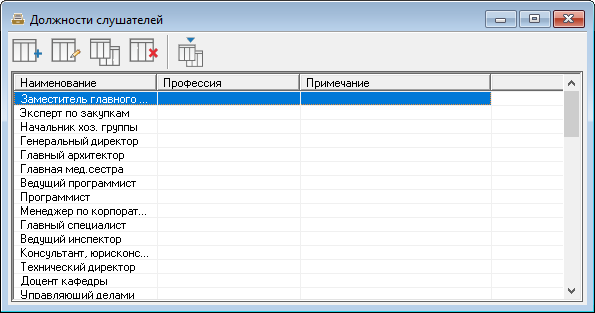 Должности слушателей
Наименование Профессия Примечание
Заместитель главного ...
Эксперт по закупкам
Начальник хоз. группы
Генеральный директор
Главный архитектор
Главная мед.сестра
Ведущий программист
Программист
Менеджер по корпорат...
Главный специалист
Ведущий инспектор
Консультант, юрисконс...
Технический директор
Доцент кафедры
Управляющий делами